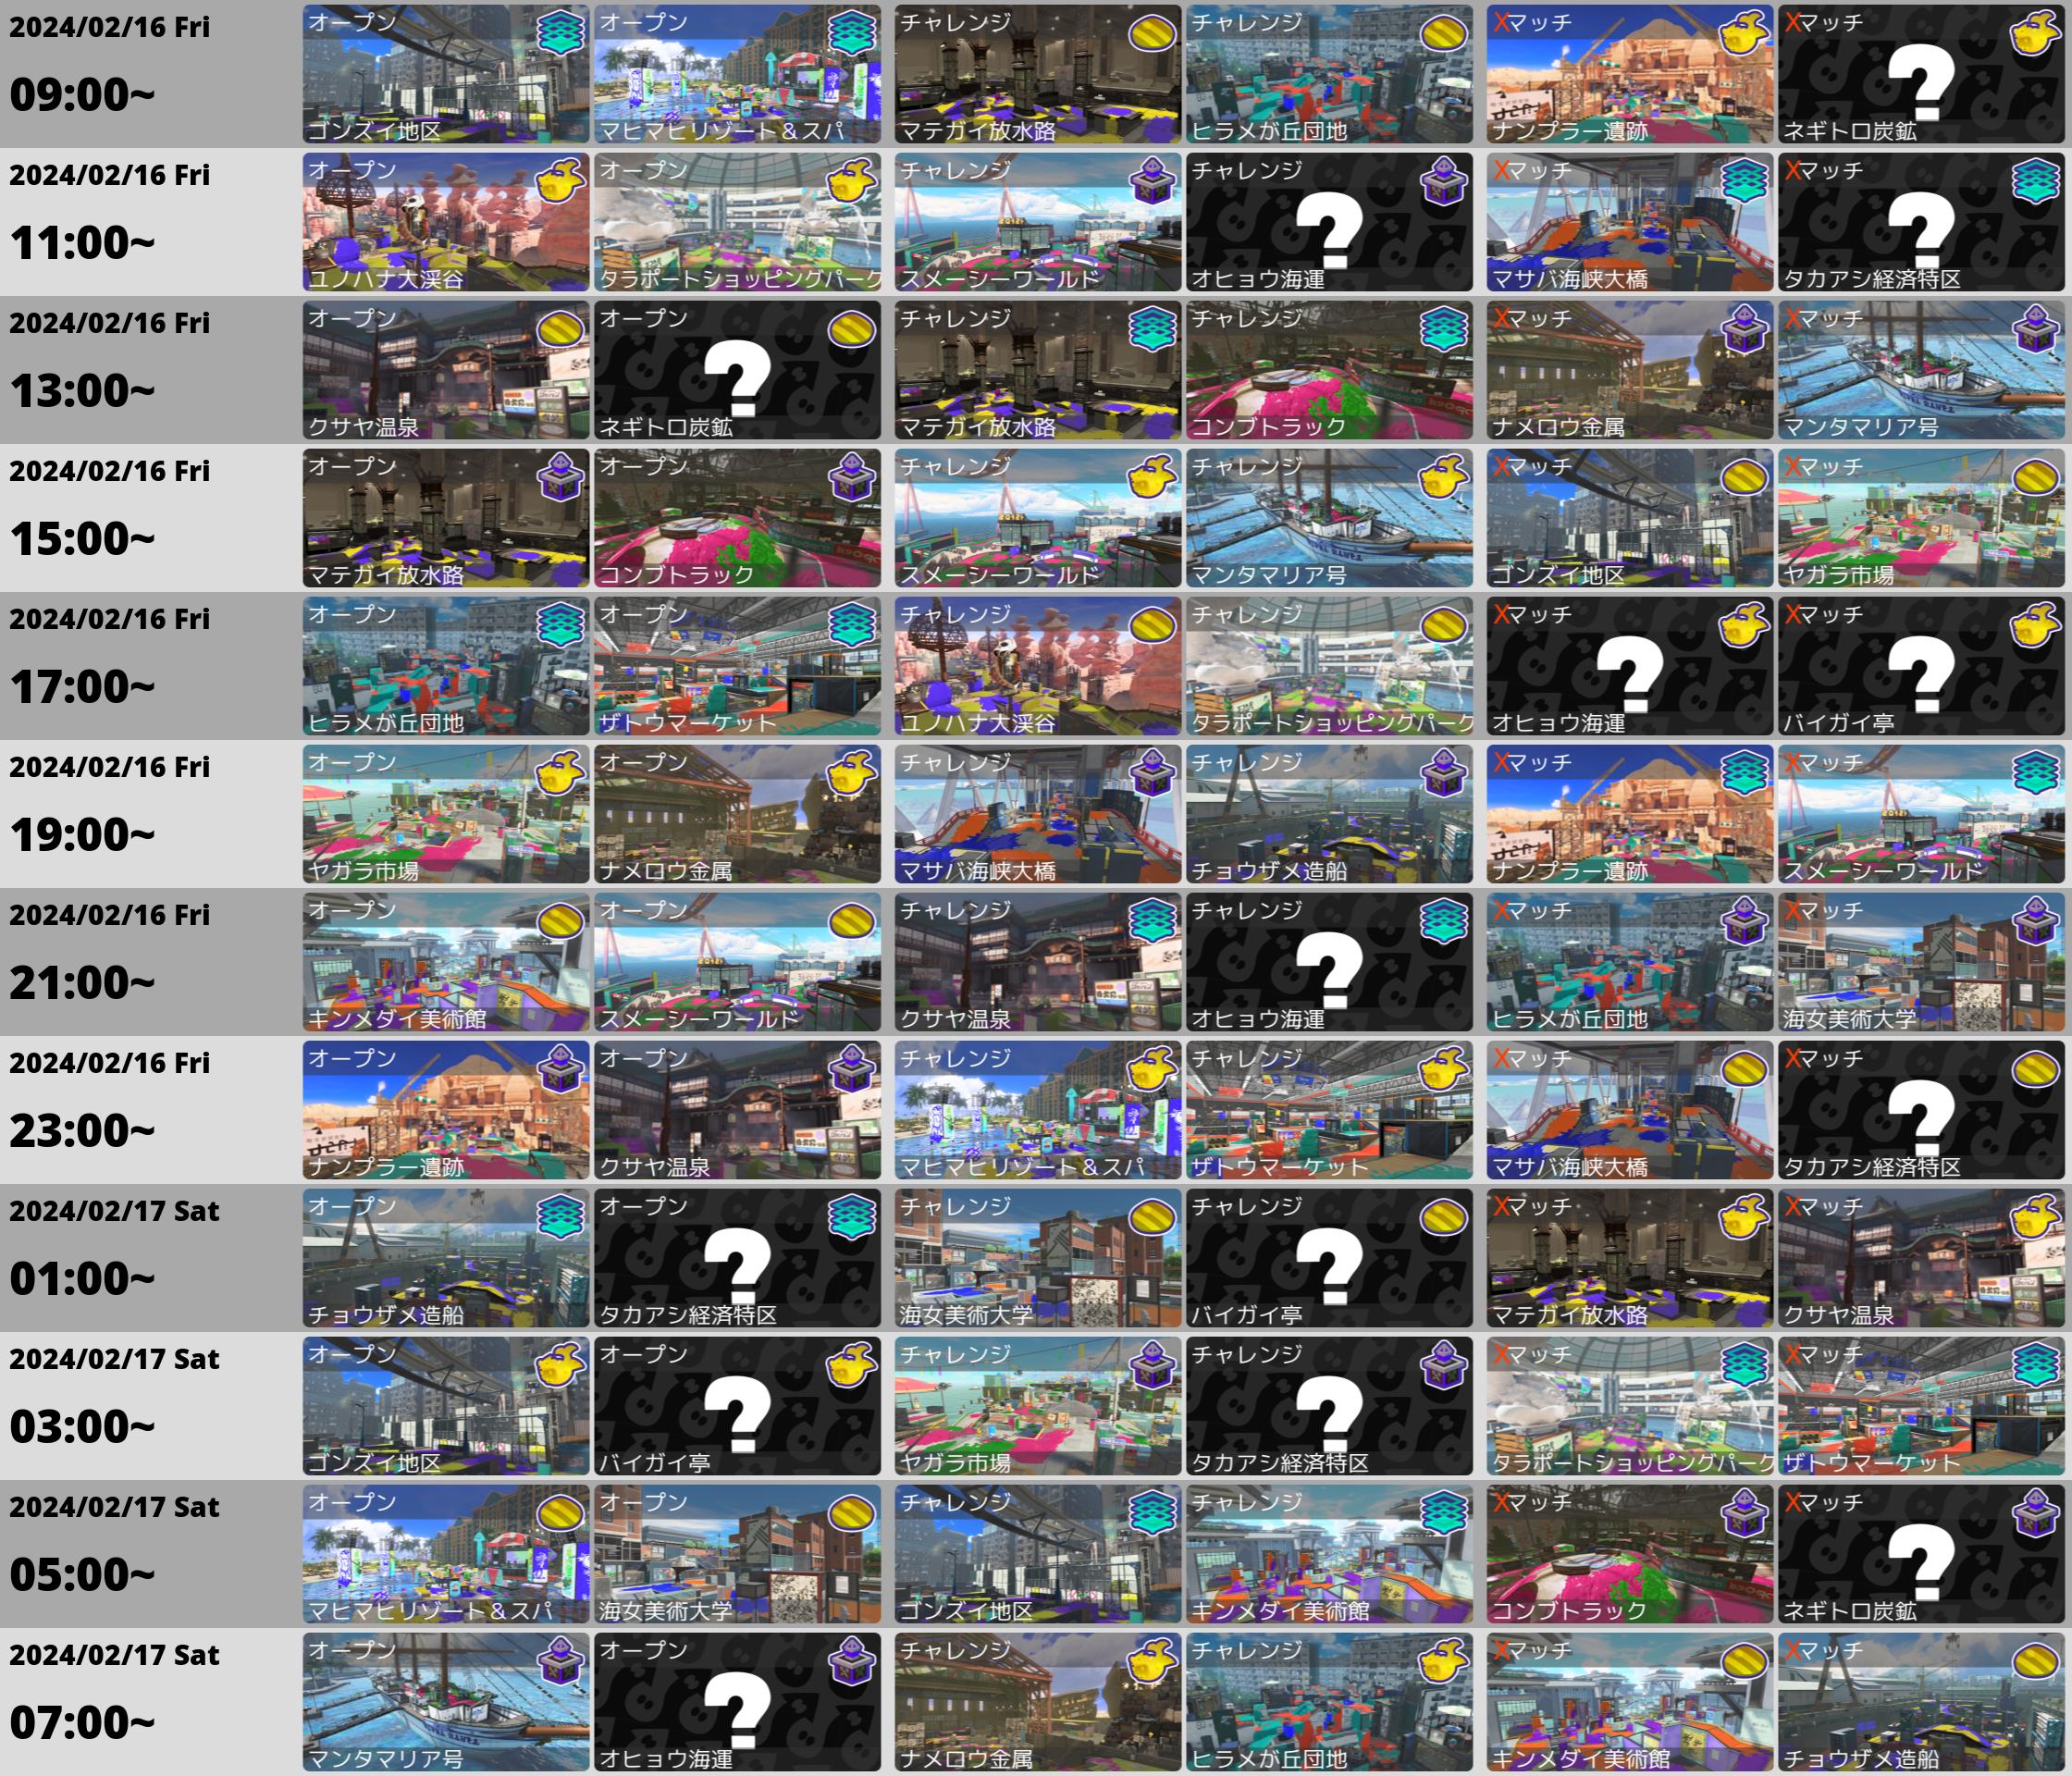 2024/02/16 Fri
09:00~
オープン
ゴンズイ地区
オープン
マヒマヒリゾート＆スパ
チャレンジ
マテガイ放水路
チャレンジ
ヒラメが丘団地
Xマッチ
ナンプラー遺跡
Xマッチ
ネギトロ炭鉱
2024/02/16 Fri
11:00~
オープン
ユノハナ大渓谷
オープン
タラポートショッピングパーク
チャレンジ
スメーシーワールド
チャレンジ
オヒョウ海運
Xマッチ
マサバ海峡大橋
Xマッチ
タカアシ経済特区
2024/02/16 Fri
13:00~
オープン
クサヤ温泉
オープン
ネギトロ炭鉱
チャレンジ
マテガイ放水路
チャレンジ
コンブトラック
Xマッチ
ナメロウ金属
Xマッチ
マンタマリア号
2024/02/16 Fri
15:00~
オープン
マテガイ放水路
オープン
コンブトラック
チャレンジ
スメーシーワールド
チャレンジ
マンタマリア号
Xマッチ
ゴンズイ地区
Xマッチ
ヤガラ市場
2024/02/16 Fri
17:00~
オープン
ヒラメが丘団地
オープン
ザトウマーケット
チャレンジ
ユノハナ大渓谷
チャレンジ
タラポートショッピングパーク
Xマッチ
オヒョウ海運
Xマッチ
バイガイ亭
2024/02/16 Fri
19:00~
オープン
ヤガラ市場
オープン
ナメロウ金属
チャレンジ
マサバ海峡大橋
チャレンジ
チョウザメ造船
Xマッチ
ナンプラー遺跡
Xマッチ
スメーシーワールド
2024/02/16 Fri
21:00~
オープン
キンメダイ美術館
オープン
スメーシーワールド
チャレンジ
クサヤ温泉
チャレンジ
オヒョウ海運
Xマッチ
ヒラメが丘団地
Xマッチ
海女美術大学
2024/02/16 Fri
23:00~
オープン
ナンプラー遺跡
オープン
クサヤ温泉
チャレンジ
マヒマヒリゾート＆スパ
チャレンジ
ザトウマーケット
Xマッチ
マサバ海峡大橋
Xマッチ
タカアシ経済特区
2024/02/17 Sat
01:00~
オープン
チョウザメ造船
オープン
タカアシ経済特区
チャレンジ
海女美術大学
チャレンジ
バイガイ亭
Xマッチ
マテガイ放水路
Xマッチ
クサヤ温泉
2024/02/17 Sat
03:00~
オープン
ゴンズイ地区
オープン
バイガイ亭
チャレンジ
ヤガラ市場
チャレンジ
タカアシ経済特区
Xマッチ
タラポートショッピングパーク
Xマッチ
ザトウマーケット
2024/02/17 Sat
05:00~
オープン
マヒマヒリゾート＆スパ
オープン
海女美術大学
チャレンジ
ゴンズイ地区
チャレンジ
キンメダイ美術館
Xマッチ
コンブトラック
Xマッチ
ネギトロ炭鉱
2024/02/17 Sat
07:00~
オープン
マンタマリア号
オープン
オヒョウ海運
チャレンジ
ナメロウ金属
チャレンジ
ヒラメが丘団地
Xマッチ
キンメダイ美術館
Xマッチ
チョウザメ造船